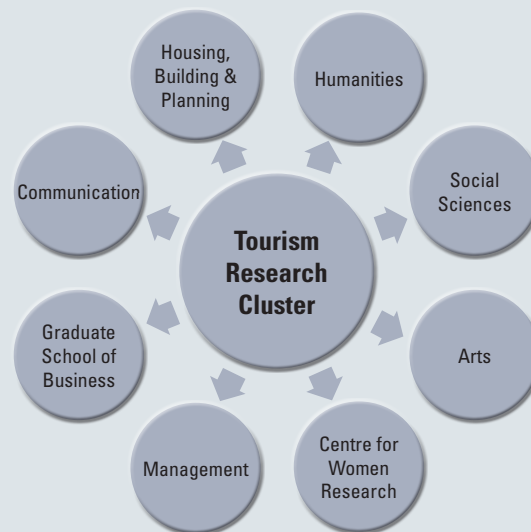 Housing,
Building &
Planning
Humanities
Communication
Social
Sciences
Tourism
Research
Cluster
Graduate
School of
Business
Arts
Management
Centre for
Women
Research